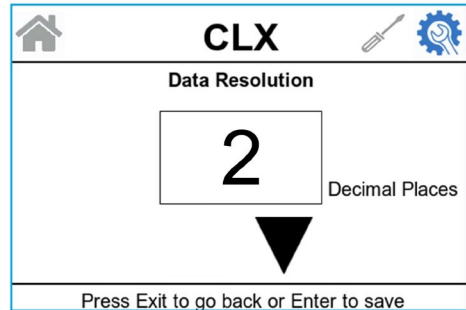 CLX
Data Resolution
2
Decimal Places
Press Exit to go back or Enter to save